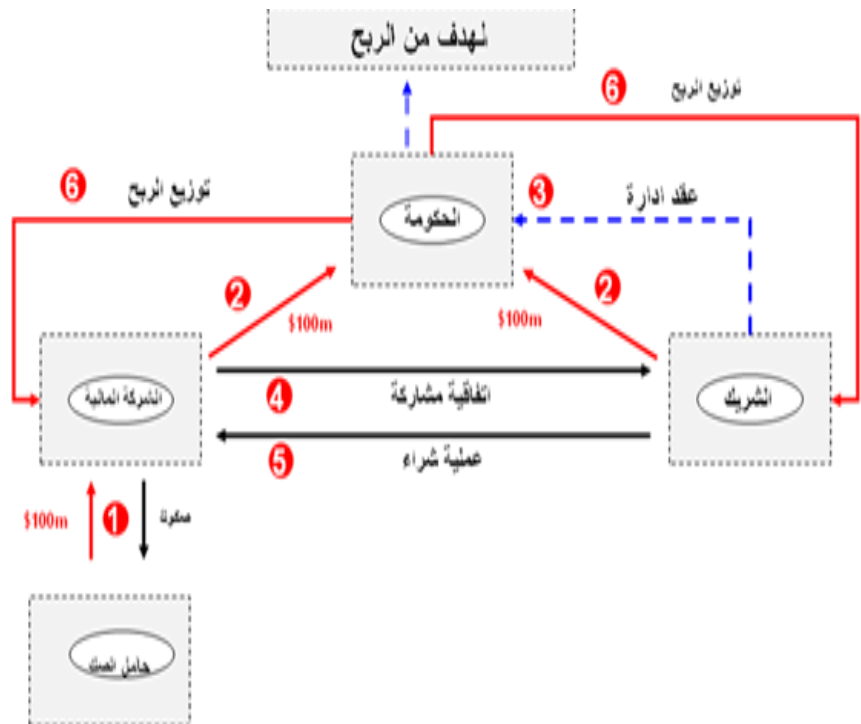 لهدف من الربح
6
توزيع الربح
6
توزيع الربح
3
عقد ادارة
الحكومة
2
$100m
2
$100m
الشركة المالية
4
اتفاقية مشاركة
الشريك
5
عملية شراء
$100m
1
صكوك
حامل الصك